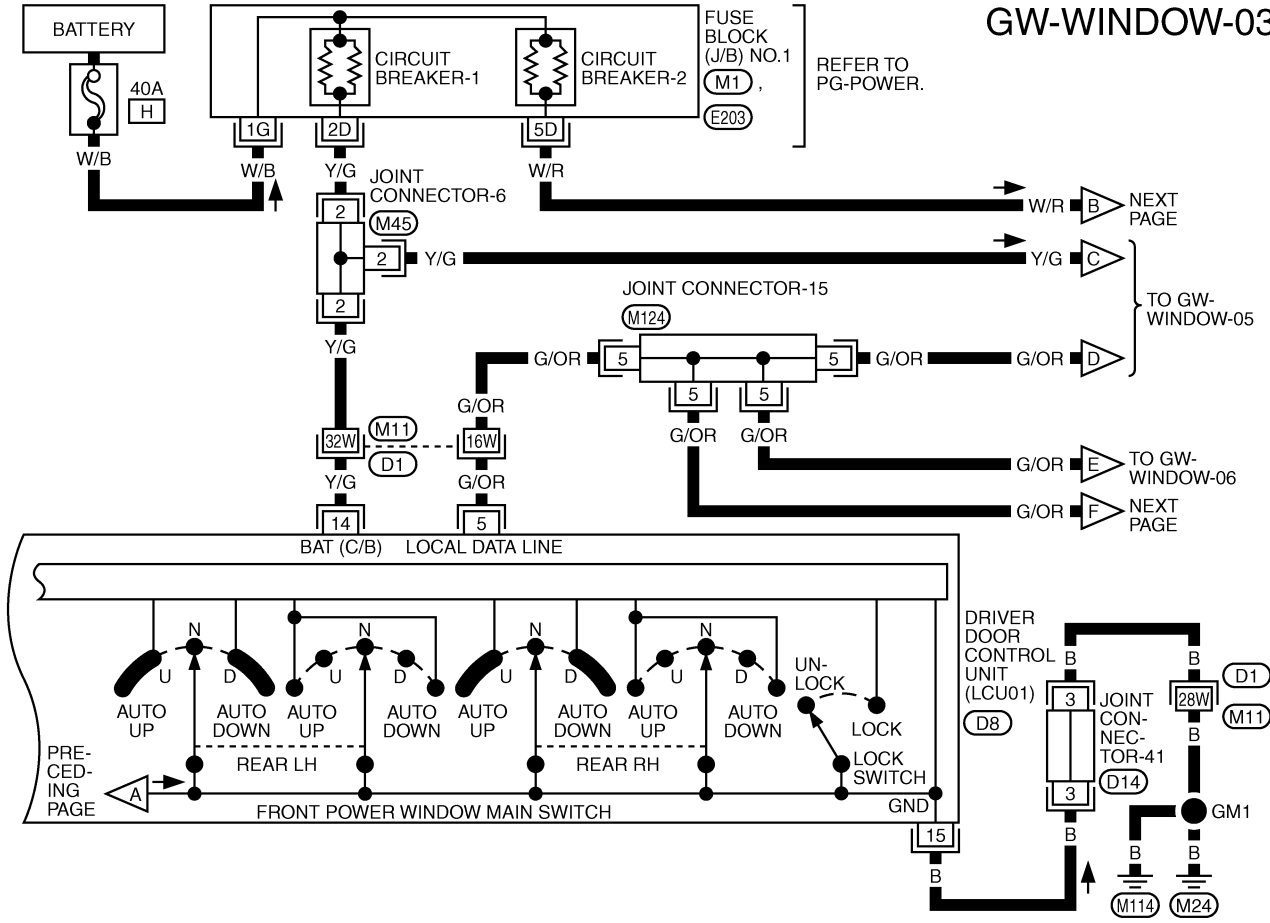 GW-WINDOW-03
BATTERY
40A
H
W/B
FUSE
BLOCK
(J/B) NO.1
M1 ,
E203
REFER TO
PG-POWER.
CIRCUIT
BREAKER-1
CIRCUIT
BREAKER-2
1G
2D
5D
W/B
Y/G
W/R
JOINT
CONNECTOR-6
M45
2
2
2
Y/G
Y/G
W/R
B
NEXT
PAGE
Y/G
C
TO GW-
WINDOW-05
JOINT CONNECTOR-15
M124
G/OR
5
5
G/OR
G/OR
D
5
5
G/OR
G/OR
G/OR
G/OR
E
TO GW-
WINDOW-06
G/OR
F
NEXT
PAGE
32W
M11
D1
16W
Y/G
G/OR
14
5
BAT (C/B)
LOCAL DATA LINE
N
N
N
N
U
D
U
D
U
D
U
D
AUTO
UP
AUTO
DOWN
AUTO
UP
AUTO
DOWN
AUTO
UP
AUTO
DOWN
AUTO
UP
AUTO
DOWN
UN-
LOCK
LOCK
LOCK
SWITCH
REAR LH
REAR RH
PRE-
CED-
ING
PAGE
A
FRONT POWER WINDOW MAIN SWITCH
GND
15
B
DRIVER
DOOR
CONTROL
UNIT
(LCU01)
D8
B
3
JOINT
CON-
NEC-
TOR-41
D14
3
B
B
28W
D1
M11
B
GM1
B
B
M114
M24